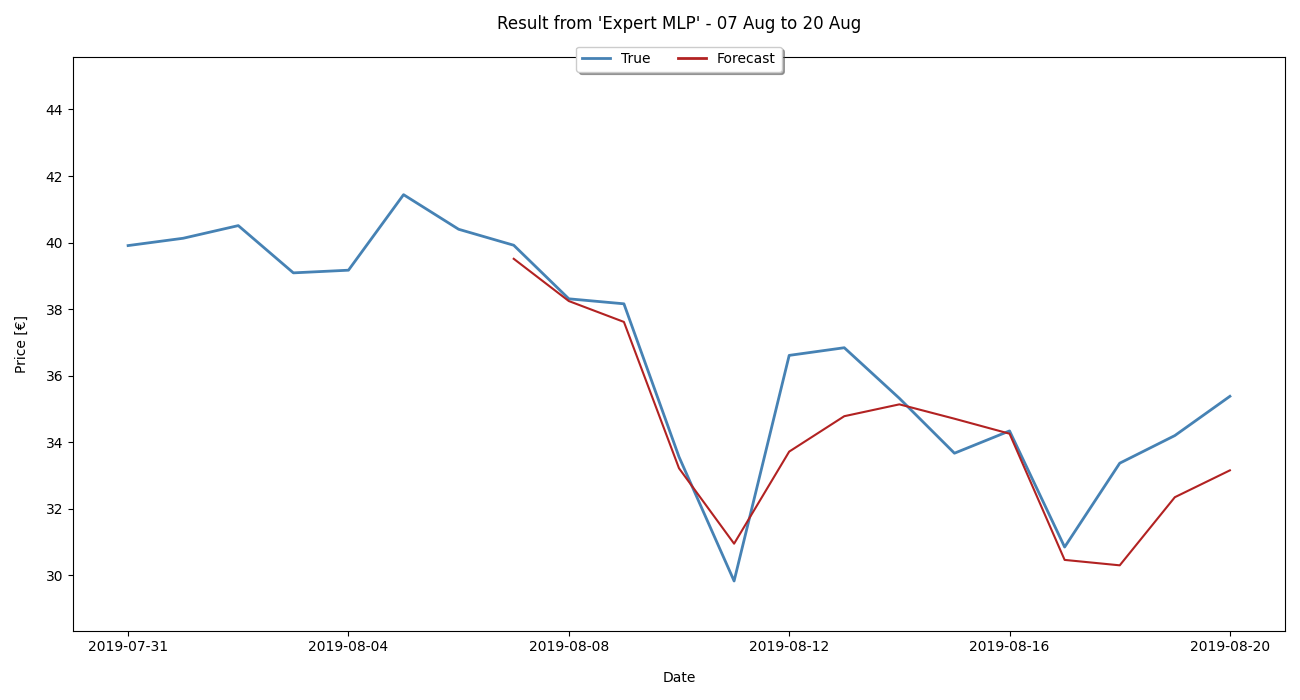 Result from 'Expert MLP' - 07 Aug to 20 Aug
True Forecast
44
42
40
38
36
34
32
30
Price [€]
2019-07-31 2019-08-04 2019-08-08 2019-08-12 2019-08-16 2019-08-20
Date